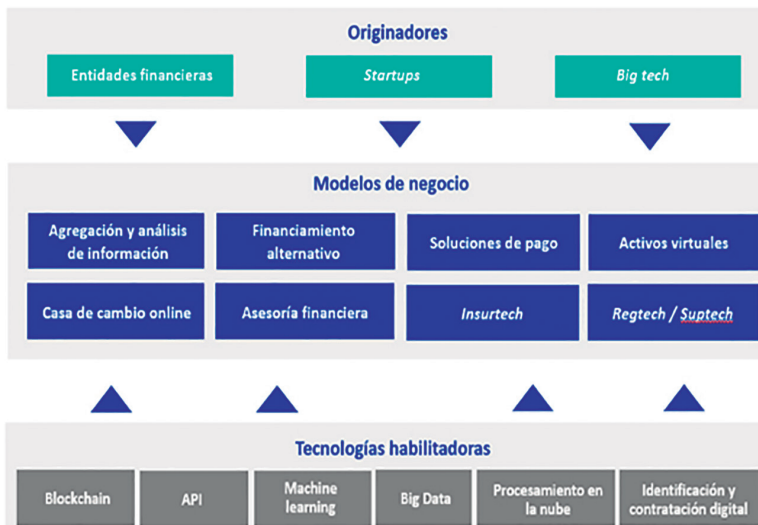 Originadores
Entidades financieras
Startups
Big tech
Modelos de negocio
Agregación y análisis
de información
Financiamiento
alternativo
Soluciones de pago
Activos virtuales
Casa de cambio online
Asesoría financiera
Insurtech
Regtech / Suptech
Tecnologías habilitadoras
Blockchain
API
Machine
learning
Big Data
Procesamiento en
la nube
Identificación y
contratación digital